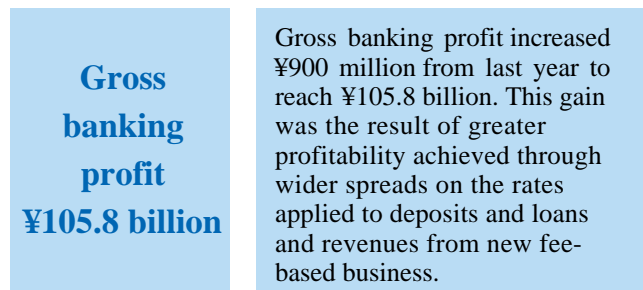 Gross
banking
profit
¥105.8 billion
Gross banking profit increased
¥900 million from last year to
reach ¥105.8 billion. This gain
was the result of greater
profitability achieved through
wider spreads on the rates
applied to deposits and loans
and revenues from new fee-
based business.